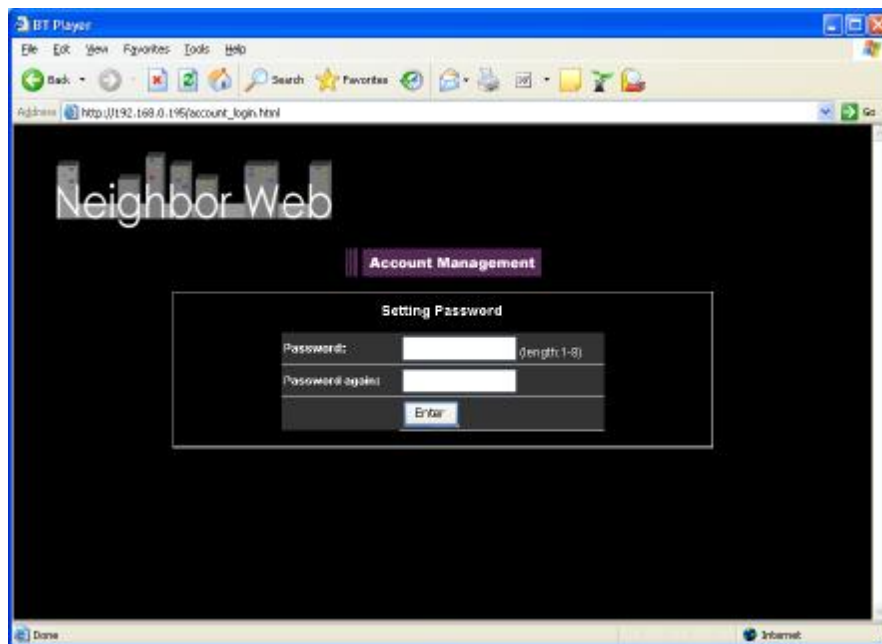 BT Player
File Edit View Favorites Tools Help
Back Search Favorites
Address http://192.168.0.195/account_login.html Go
Neighbor Web
Account Management
Setting Password
Password: (length:1-8)
Password again:
Enter
Done Internet